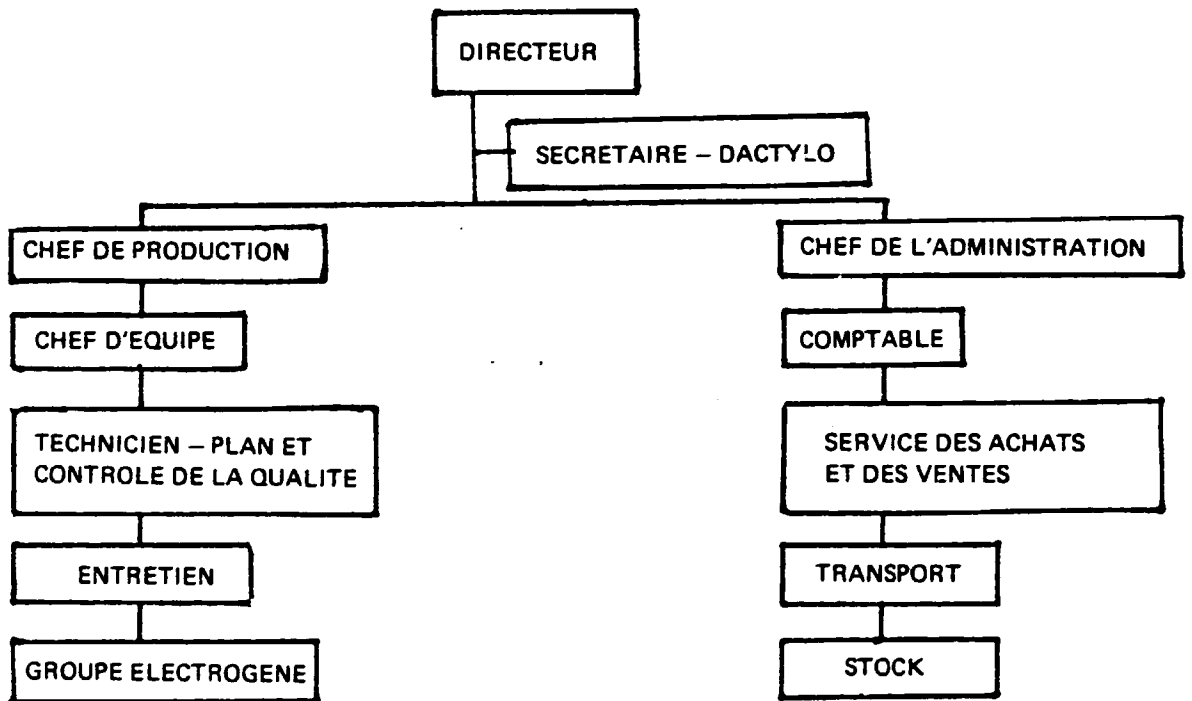 DIRECTEUR
SECRETAIRE – DACTYLO
CHEF DE PRODUCTION
CHEF D'EQUIPE
TECHNICIEN – PLAN ET
CONTROLE DE LA QUALITE
ENTRETIEN
GROUPE ELECTROGENE
CHEF DE L'ADMINISTRATION
COMPTABLE
SERVICE DES ACHATS
ET DES VENTES
TRANSPORT
STOCK